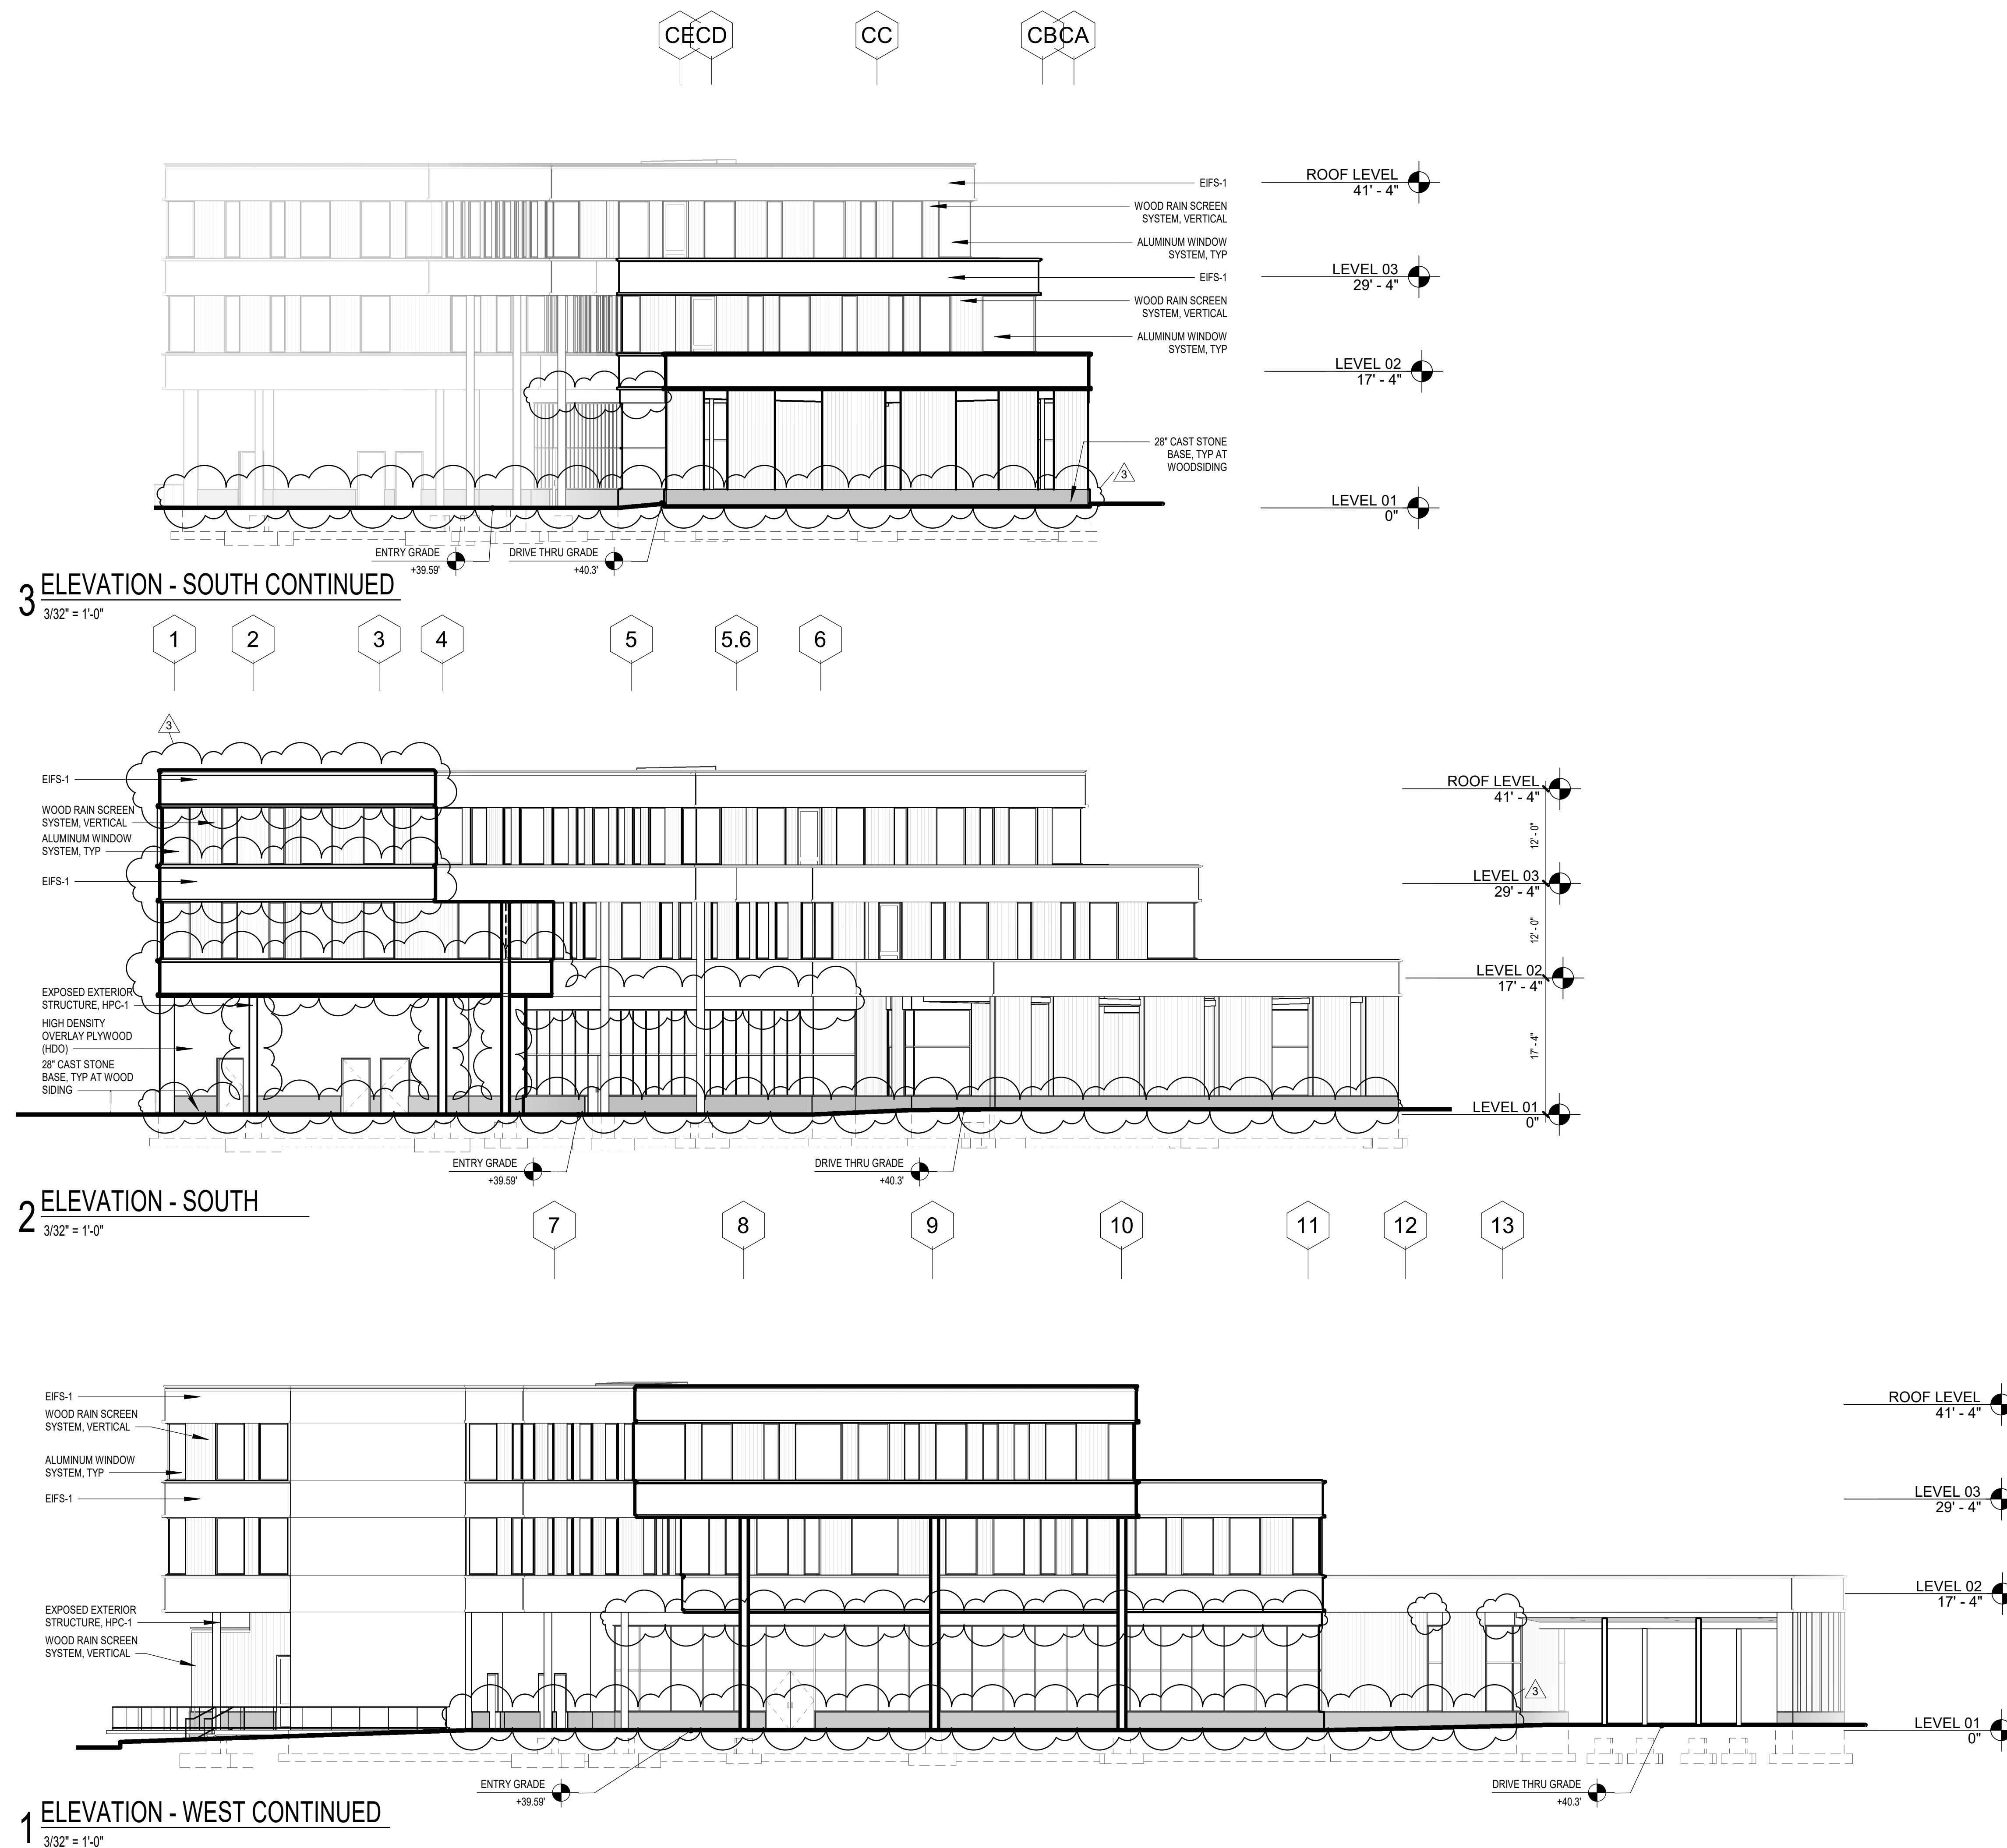 CE CD CC CB CA
EIFS-1
WOOD RAIN SCREEN
SYSTEM, VERTICAL
ALUMINUM WINDOW
SYSTEM, TYP
EIFS-1
WOOD RAIN SCREEN
SYSTEM, VERTICAL
ALUMINUM WINDOW
SYSTEM, TYP
28" CAST STONE
BASE, TYP AT
WOODSIDING
3
ROOF LEVEL
41' - 4"
LEVEL 03
29' - 4"
LEVEL 02
17' - 4"
LEVEL 01
0"
ENTRY GRADE
+39.59'
DRIVE THRU GRADE
+40.3'
3 ELEVATION - SOUTH CONTINUED
3/32" = 1'-0"
1 2 3 4 5 5.6 6
3
EIFS-1
WOOD RAIN SCREEN
SYSTEM, VERTICAL
ALUMINUM WINDOW
SYSTEM, TYP
EIFS-1
EXPOSED EXTERIOR
STRUCTURE, HPC-1
HIGH DENSITY
OVERLAY PLYWOOD
(HDO)
28" CAST STONE
BASE, TYP AT WOOD
SIDING
ROOF LEVEL
41' - 4"
12' - 0"
LEVEL 03
29' - 4"
12' - 0"
LEVEL 02
17' - 4"
17' - 4"
LEVEL 01
0"
ENTRY GRADE
+39.59'
DRIVE THRU GRADE
+40.3'
2 ELEVATION - SOUTH
3/32" = 1'-0"
7 8 9 10 11 12 13
EIFS-1
WOOD RAIN SCREEN
SYSTEM, VERTICAL
ALUMINUM WINDOW
SYSTEM, TYP
EIFS-1
EXPOSED EXTERIOR
STRUCTURE, HPC-1
WOOD RAIN SCREEN
SYSTEM, VERTICAL
3
ROOF LEVEL
41' - 4"
LEVEL 03
29' - 4"
LEVEL 02
17' - 4"
LEVEL 01
0"
ENTRY GRADE
+39.59'
DRIVE THRU GRADE
+40.3'
1 ELEVATION - WEST CONTINUED
3/32" = 1'-0"